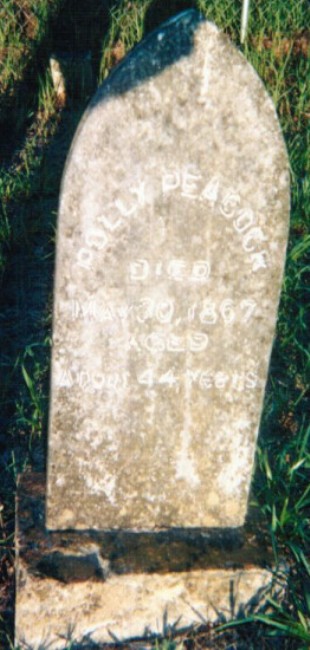 POLLY PEACOCK
DIED
MAY 30, 1867
AGED
ABOUT 44 YEARS